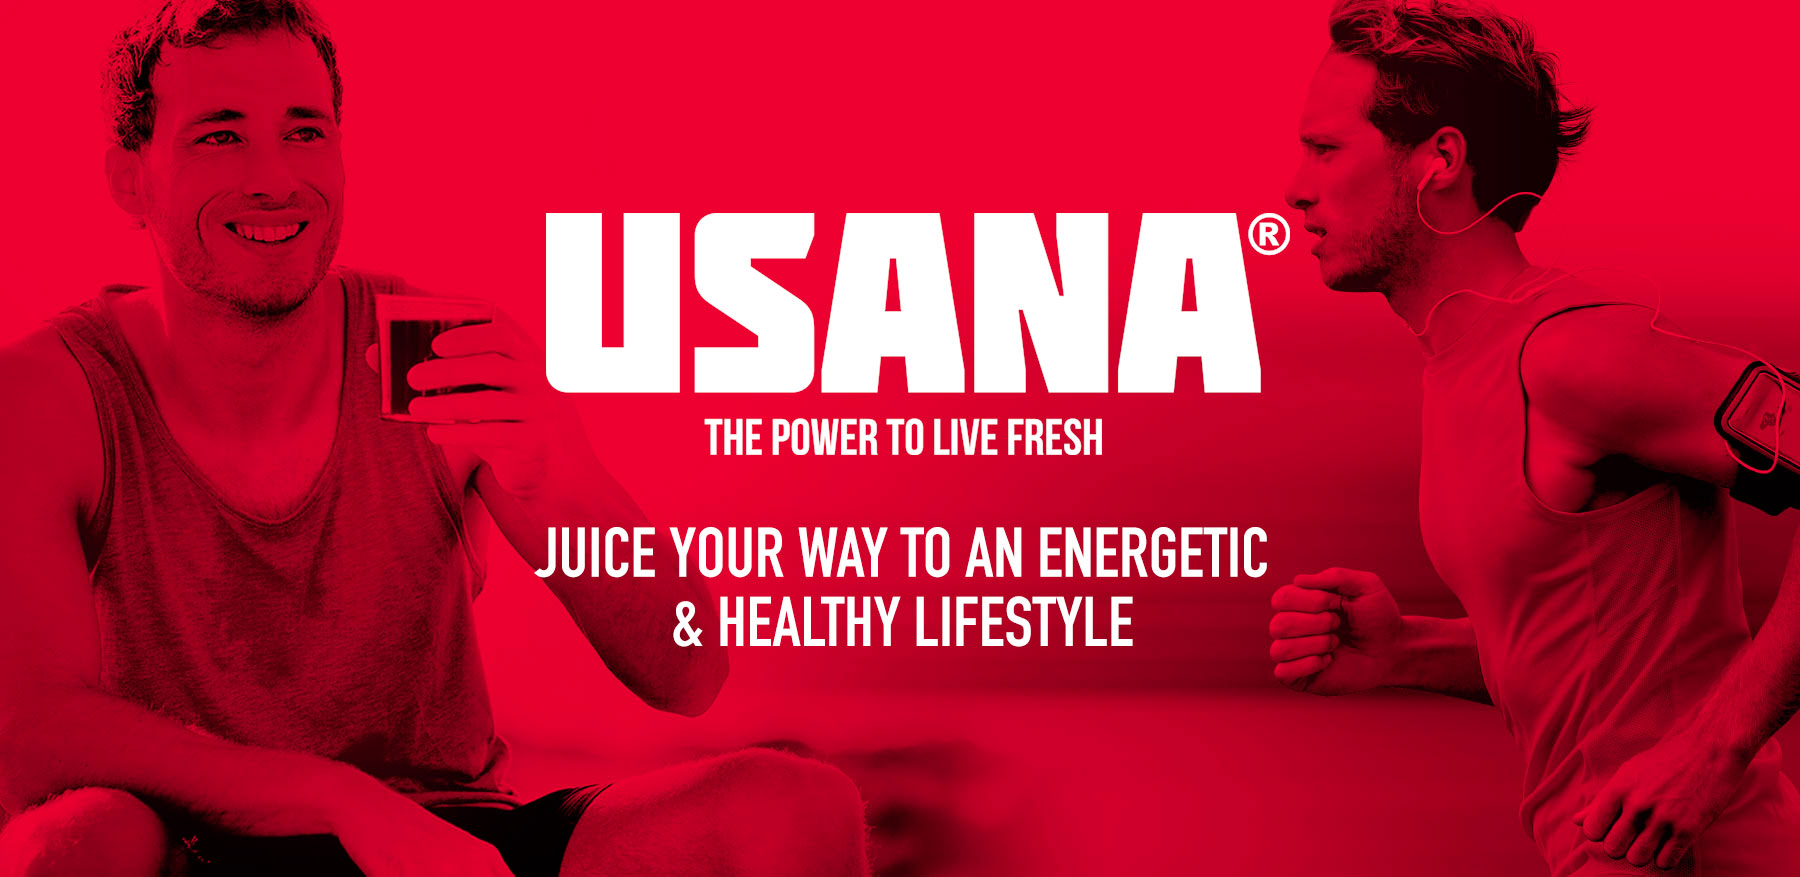 USANA®
THE POWER TO LIVE FRESH
JUICE YOUR WAY TO AN ENERGETIC
& HEALTHY LIFESTYLE